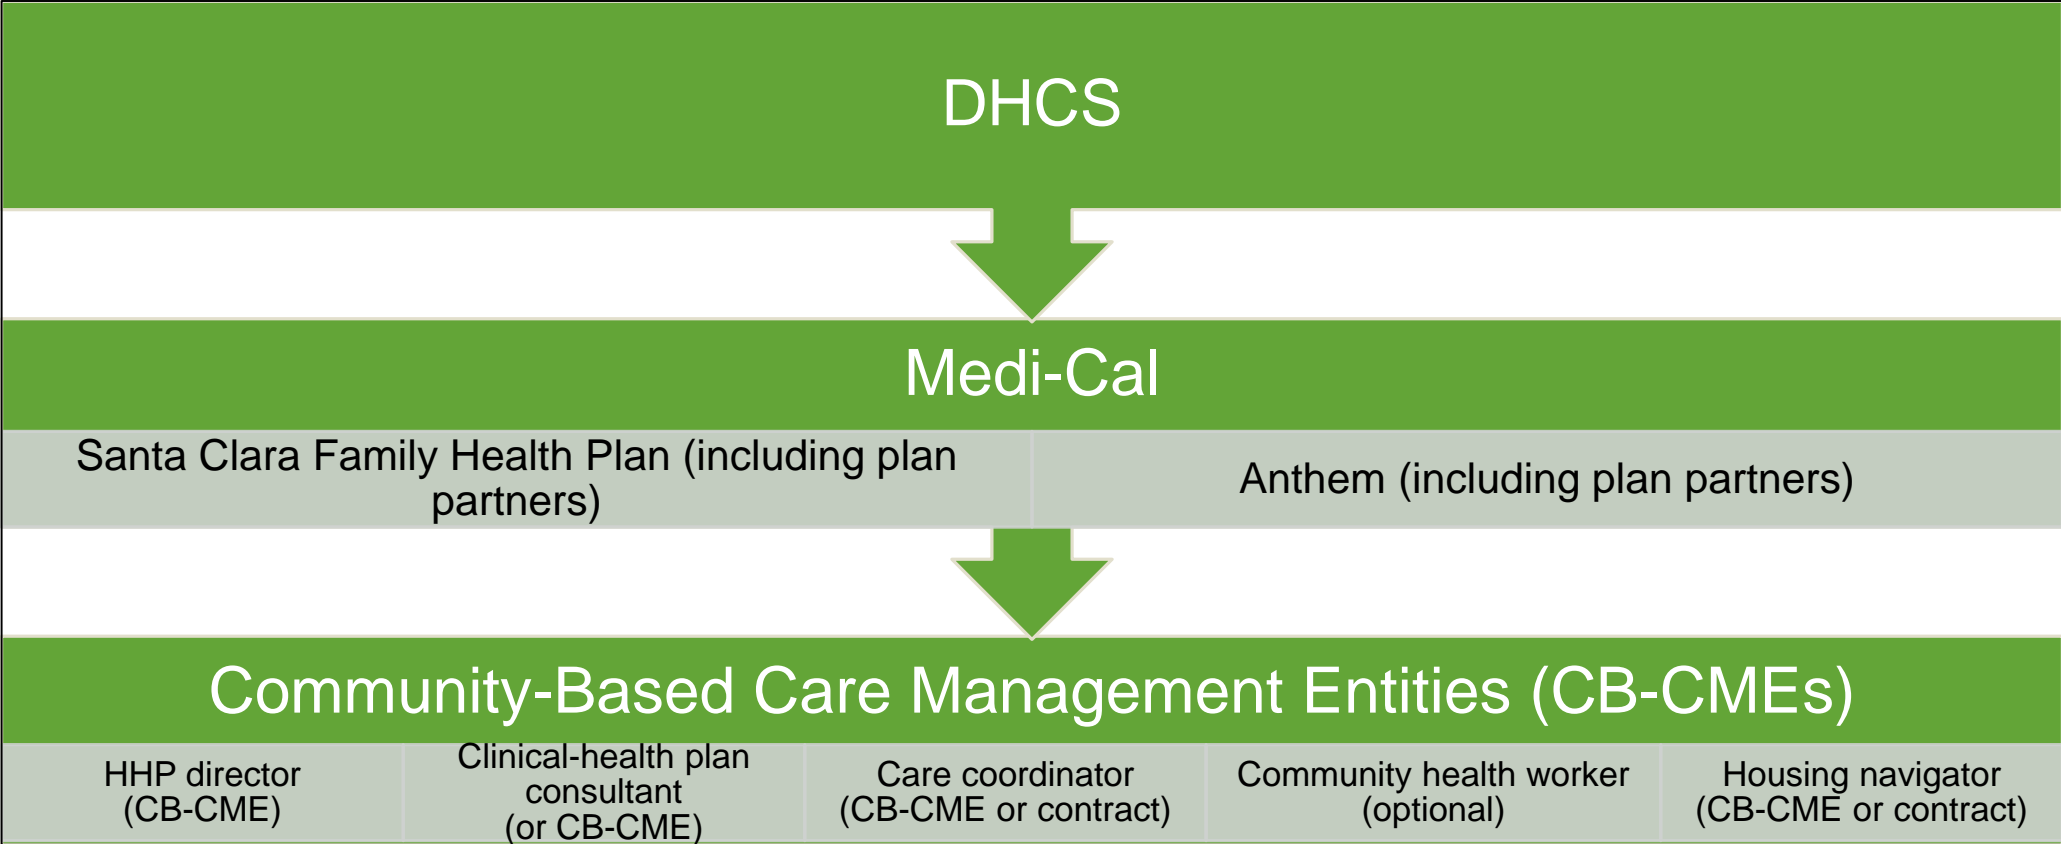 DHCS
Medi-Cal
Santa Clara Family Health Plan (including plan
partners)
Anthem (including plan partners)
Community-Based Care Management Entities (CB-CMEs)
HHP director
(CB-CME)
Clinical-health plan
consultant
(or CB-CME)
Care coordinator
(CB-CME or contract)
Community health worker
(optional)
Housing navigator
(CB-CME or contract)